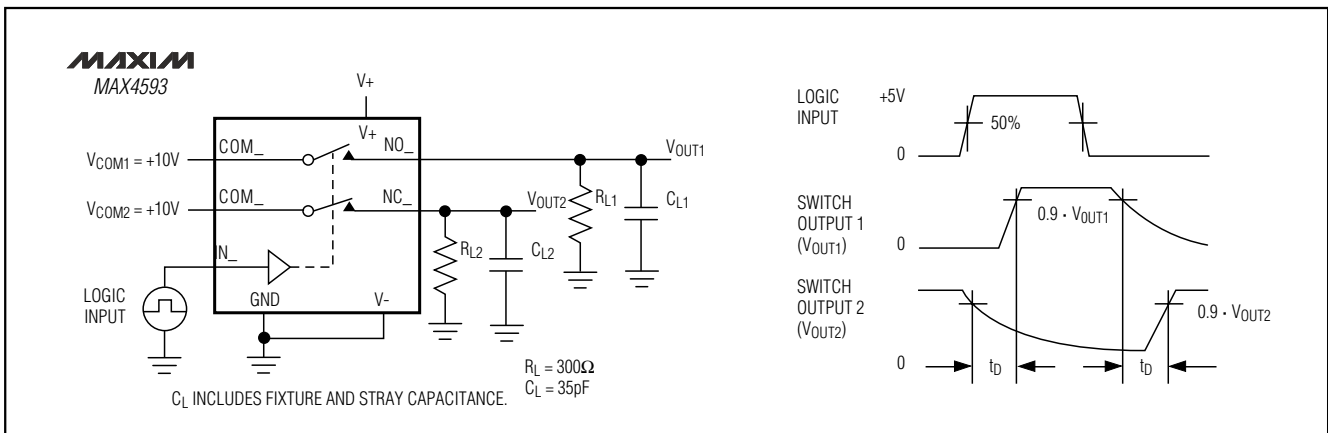 MAXIM
MAX4593
V+
V+
COM_
NO_
VCOM1 = +10V
VOUT1
COM_
NC_
VCOM2 = +10V
VOUT2
RL1
CL1
RL2
CL2
IN_
LOGIC
INPUT
GND
V-
RL = 300Ω
CL = 35pF
CL INCLUDES FIXTURE AND STRAY CAPACITANCE.
LOGIC
INPUT
+5V
50%
0
SWITCH
OUTPUT 1
(VOUT1)
0.9 · VOUT1
0
SWITCH
OUTPUT 2
(VOUT2)
0.9 · VOUT2
0
tD
tD